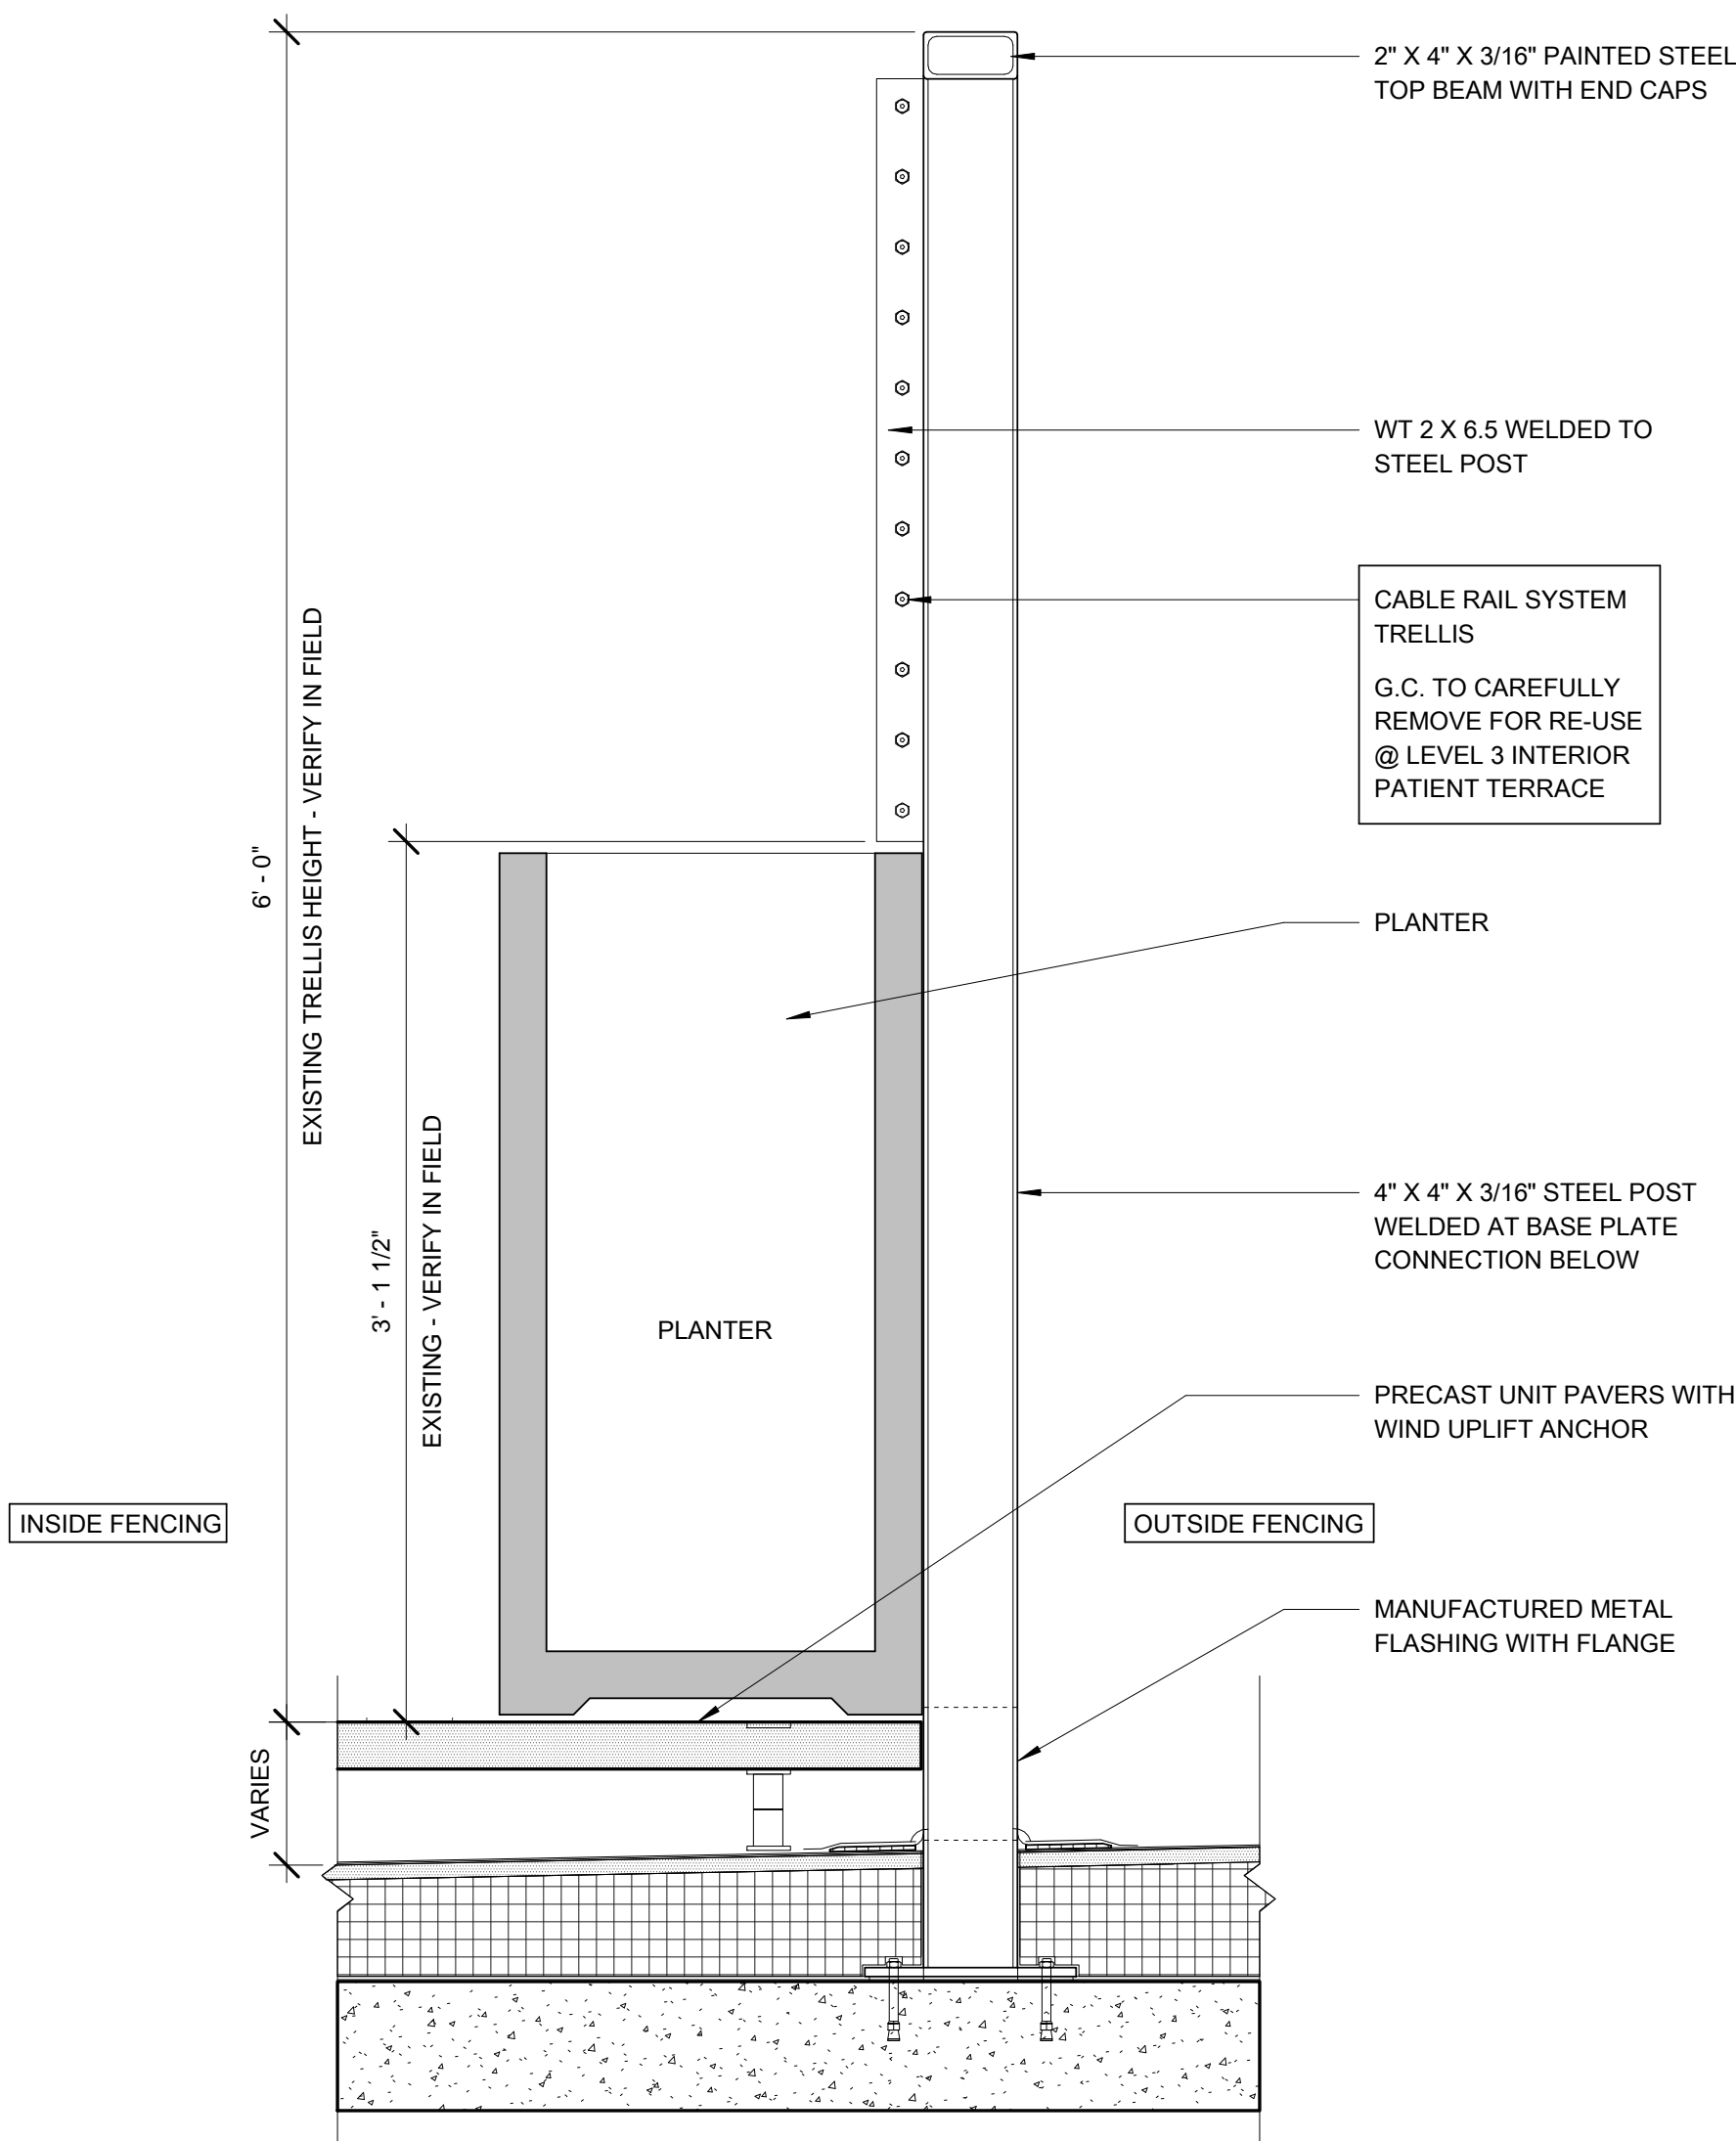 2" X 4" X 3/16" PAINTED STEEL
TOP BEAM WITH END CAPS
WT 2 X 6.5 WELDED TO
STEEL POST
CABLE RAIL SYSTEM
TRELLIS
G.C. TO CAREFULLY
REMOVE FOR RE-USE
@ LEVEL 3 INTERIOR
PATIENT TERRACE
6' - 0"
EXISTING TRELLIS HEIGHT - VERIFY IN FIELD
PLANTER
3' - 1 1/2"
EXISTING - VERIFY IN FIELD
4" X 4" X 3/16" STEEL POST
WELDED AT BASE PLATE
CONNECTION BELOW
PLANTER
PRECAST UNIT PAVERS WITH
WIND UPLIFT ANCHOR
INSIDE FENCING
OUTSIDE FENCING
MANUFACTURED METAL
FLASHING WITH FLANGE
VARIES